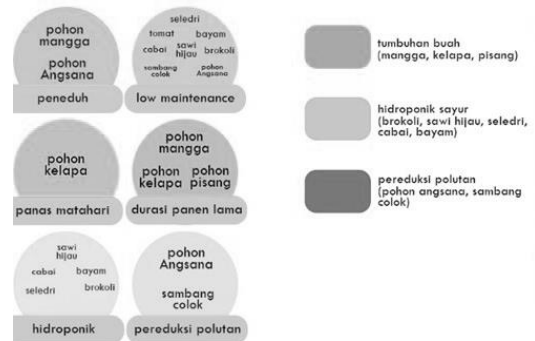 pohon
mangga
pohon
Angsana
peneduh
seledri
tomat bayam
cabai sawi hijau brokoli
sambang colok pohon Angsana
low maintenance
pohon
kelapa
panas matahari
pohon
mangga
pohon kelapa pohon pisang
durasi panen lama
sawi
hijau
cabai bayam
seledri brokoli
hidroponik
pohon
Angsana
sambang
colok
pereduksi polutan
tumbuhan buah
(mangga, kelapa, pisang)
hidroponik sayur
(brokoli, sawi hijau, seledri,
cabai, bayam)
pereduksi polutan
(pohon angsana, sambang
colok)